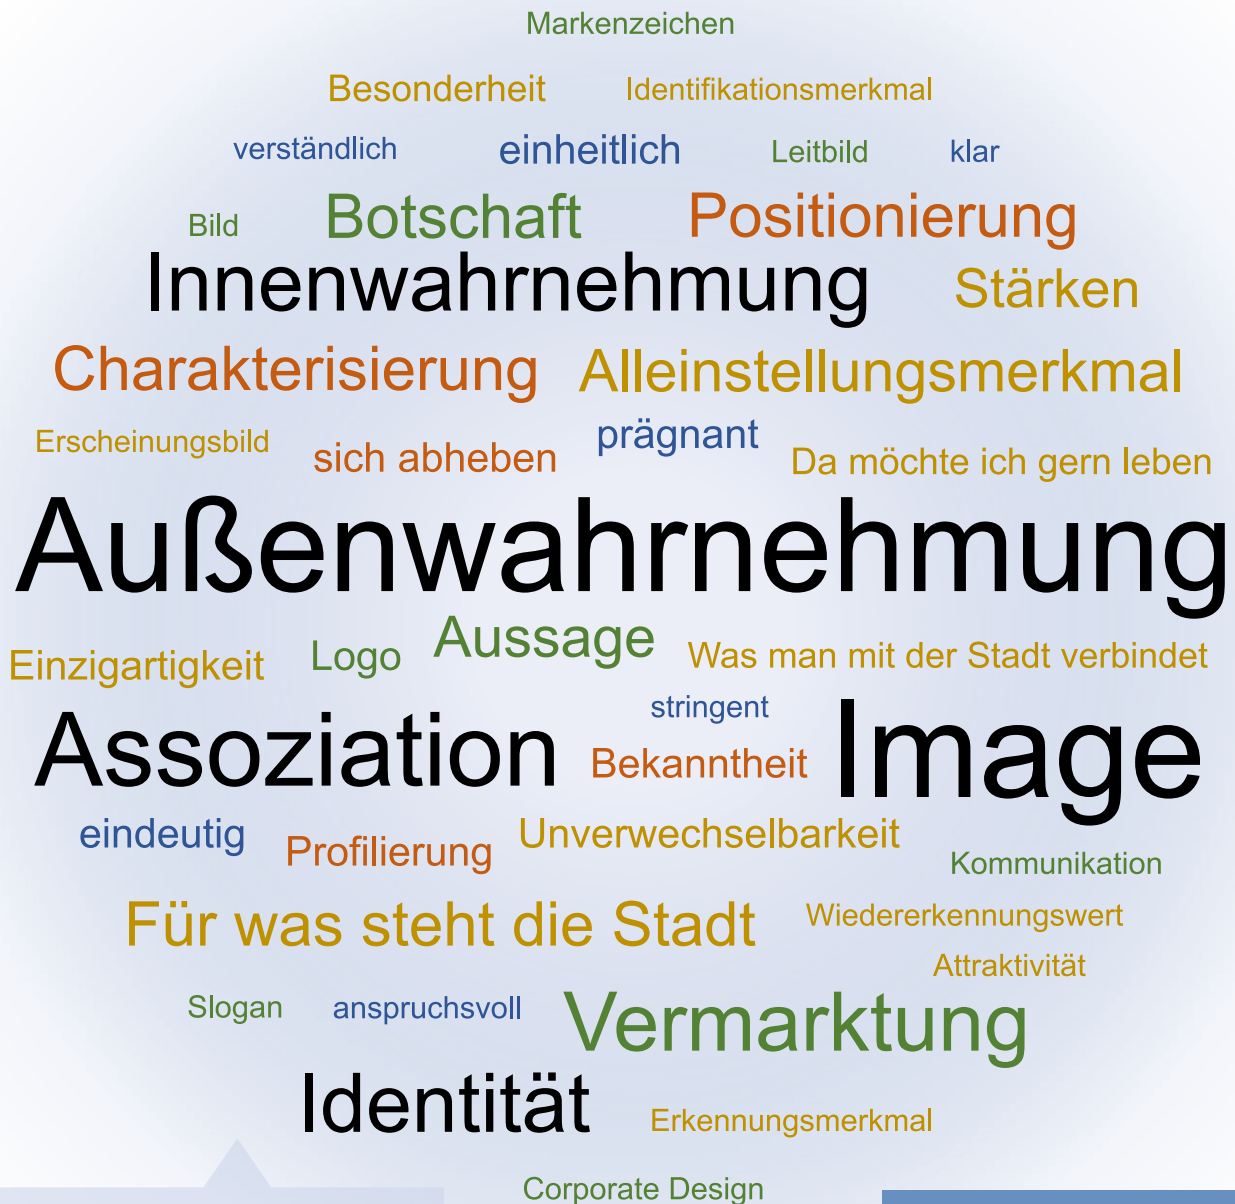 Markenzeichen
Besonderheit Identifikationsmerkmal
verständlich einheitlich Leitbild klar
Bild Botschaft Positionierung
Innenwahrnehmung Stärken
Charakterisierung Alleinstellungsmerkmal
Erscheinungsbild sich abheben prägnant Da möchte ich gern leben
Außenwahrnehmung
Einzigartigkeit Logo Aussage Was man mit der Stadt verbindet
stringent
Assoziation Bekanntheit Image
eindeutig Profilierung Unverwechselbarkeit Kommunikation
Für was steht die Stadt Wiedererkennungswert
Attraktivität
Slogan anspruchsvoll Vermarktung
Identität Erkennungsmerkmal
Corporate Design